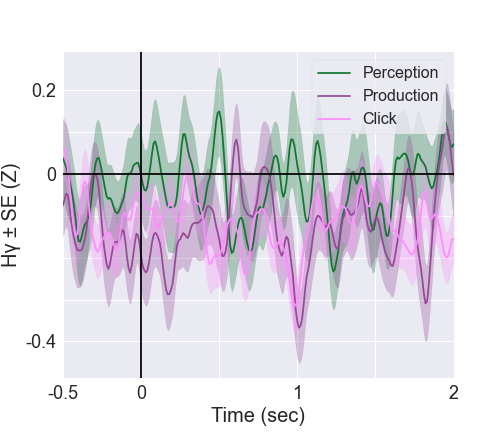 Perception
Production
Click
0.2
0
-0.4
Hγ ± SE (Z)
-0.5
0
1
2
Time (sec)